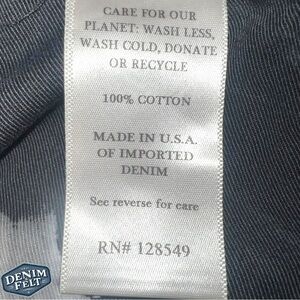 CARE FOR OUR
PLANET: WASH LESS,
WASH COLD, DONATE
OR RECYCLE
100% COTTON
MADE IN U.S.A.
OF IMPORTED
DENIM
See reverse for care
RN# 128549
DENIM
FELT